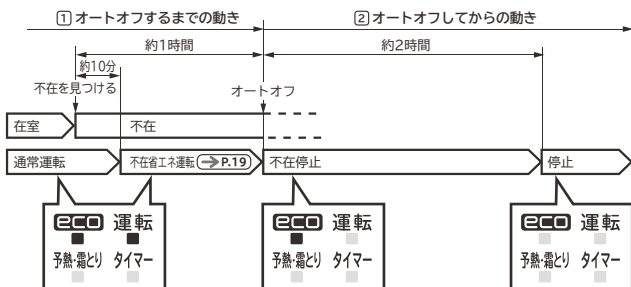 1 オートオフするまでの動き
2 オートオフしてからの動き
約1時間
約2時間
約10分
不在を見つける
オートオフ
在室
不在
通常運転
不在省エネ運転(→P.19)
不在停止
停止
eco 運転
予熱・霜とり タイマー
eco 運転
予熱・霜とり タイマー
eco 運転
予熱・霜とり タイマー